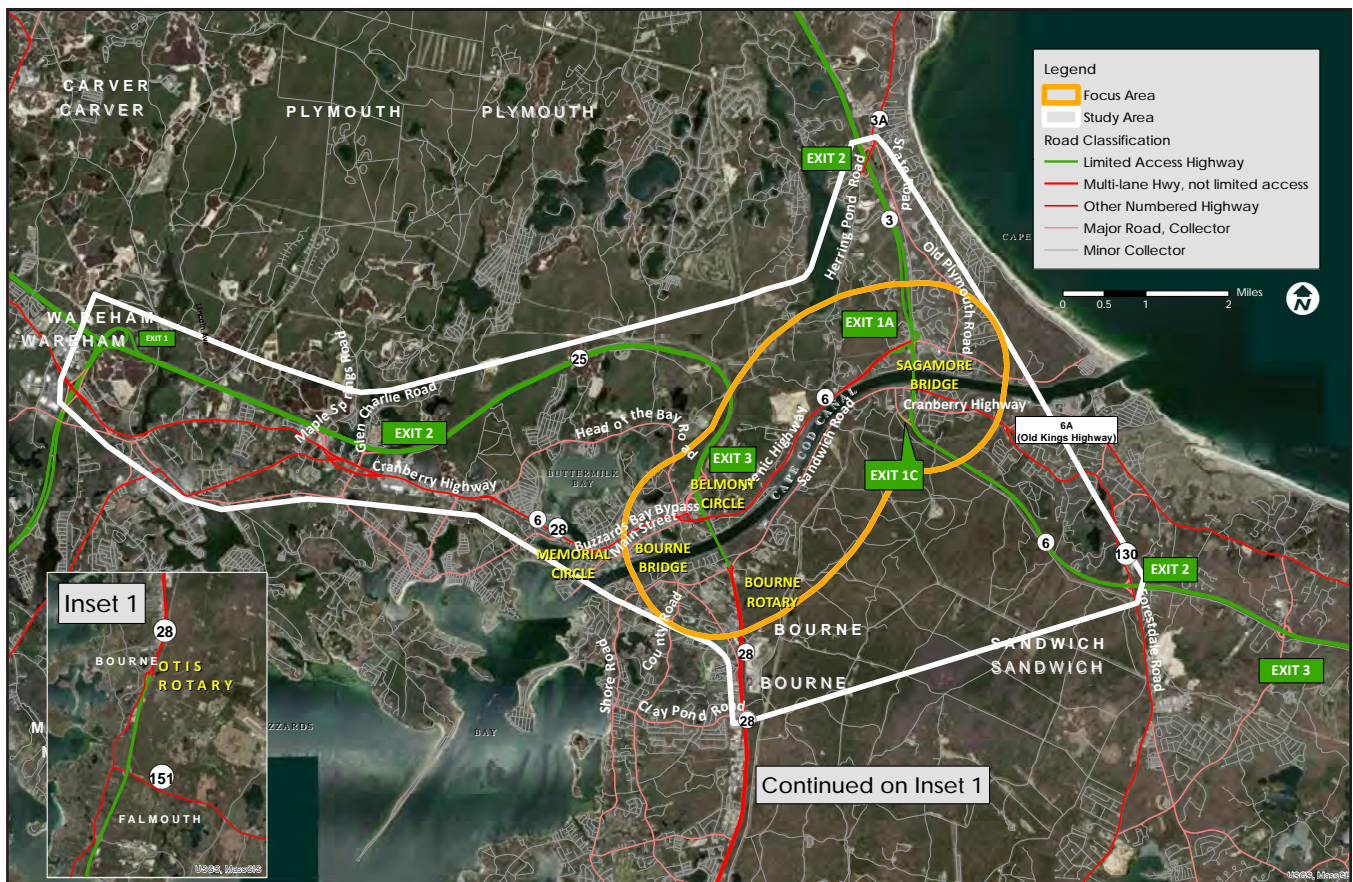 CARVER
CARVER
PLYMOUTH
PLYMOUTH
Legend
Focus Area
Study Area
Road Classification
Limited Access Highway
Multi-lane Hwy, not limited access
Other Numbered Highway
Major Road, Collector
Minor Collector
0
0.5
1
2
Miles
N
3A
EXIT 2
State Road
Herring Pond Road
3
CAPE
Old Plymouth Road
WAREHAM
WAREHAM
EXIT 1
EXIT 1A
Maple Springs Road
Glen Charlie Road
25
SAGAMORE
BRIDGE
6
CAPE COD CANAL
Cranberry Highway
6A
(Old Kings Highway)
EXIT 2
Head of the Bay Road
Scenic Highway
Sandwich Road
EXIT 3
EXIT 1C
Cranberry Highway
BUTTERMILK
BAY
BELMONT
CIRCLE
6
28
Buzzards Bay Bypass
Main Street
MEMORIAL
CIRCLE
BOURNE
BRIDGE
6
130
EXIT 2
Forestdale Road
BOURNE
ROTARY
BOURNE
BOURNE
SANDWICH
SANDWICH
28
County Road
Shore Road
Clay Pond Road
28
EXIT 3
ZZARDS
BAY
Continued on Inset 1
Inset 1
28
BOURNE
OTIS
ROTARY
151
FALMOUTH
USGS, MassGIS
USGS, MassGIS